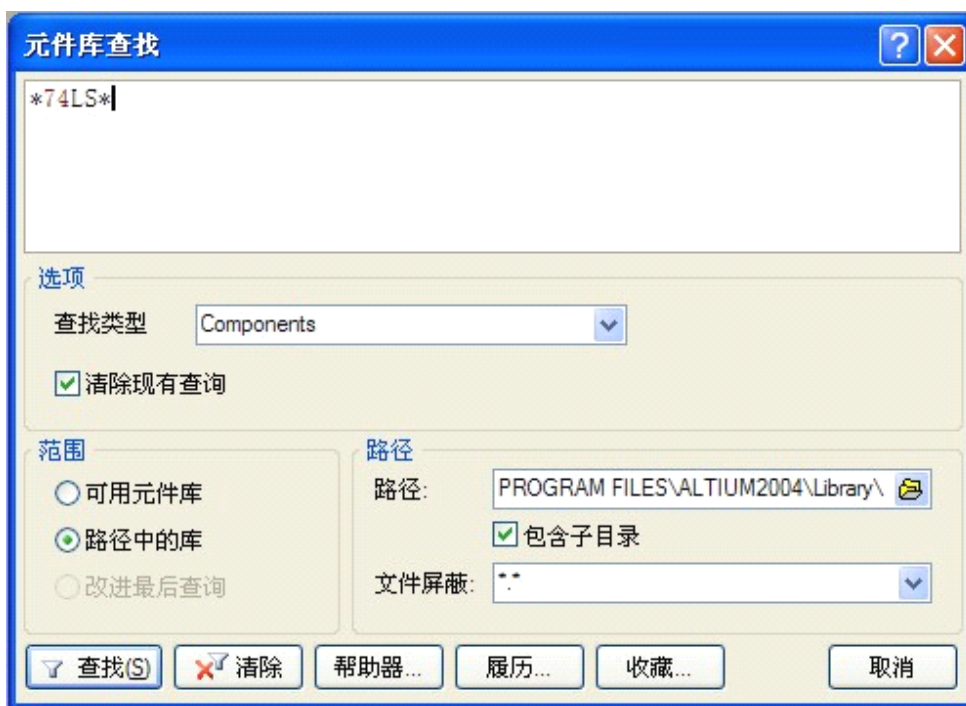 元件库查找
*74LS*
选项
查找类型 Components
清除现有查询
范围
可用元件库
路径中的库
改进最后查询
路径
路径: PROGRAM FILES\ALTIUM2004\Library\
包含子目录
文件屏蔽: *.*
查找(S) 清除 帮助器... 履历... 收藏... 取消